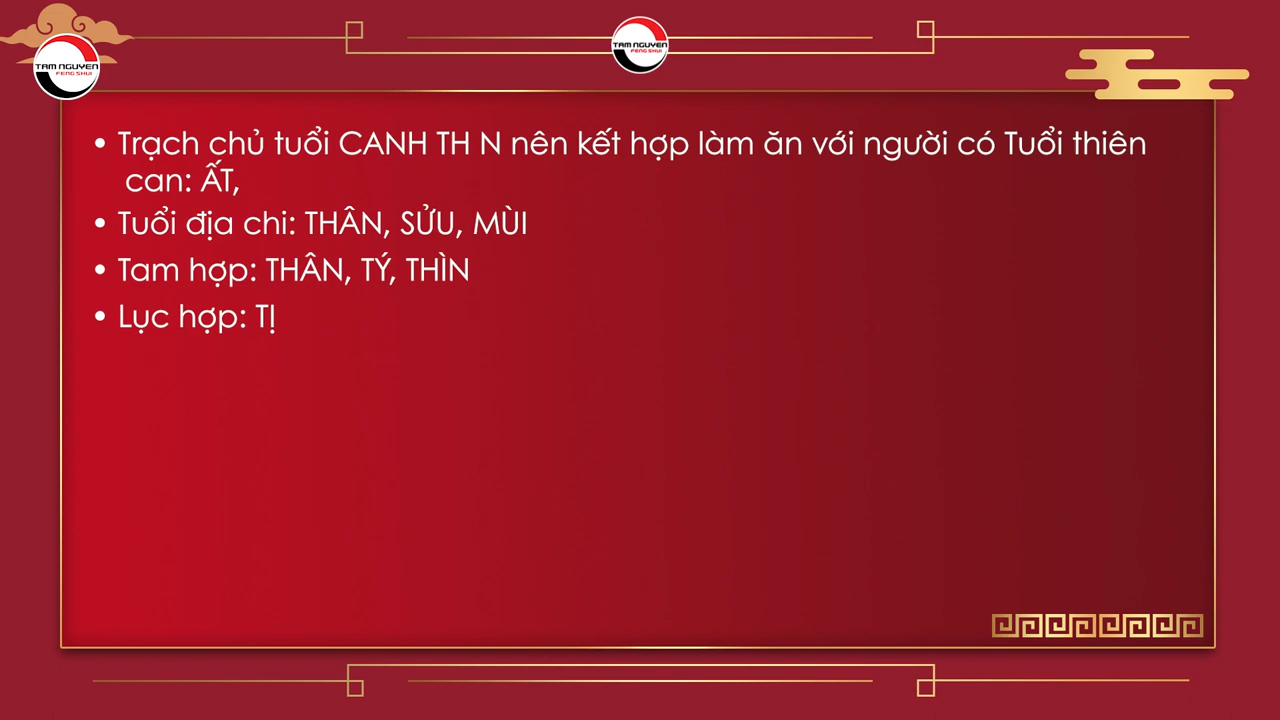 TAM NGUYEN
FENG SHUI
TAM NGUYEN
FENG SHUI
• Trạch chủ tuổi CANH TH N nên kết hợp làm ăn với người có Tuổi thiên
can: ẤT,
• Tuổi địa chi: THÂN, SỬU, MÙI
• Tam hợp: THÂN, TÝ, THÌN
• Lục hợp: TỊ